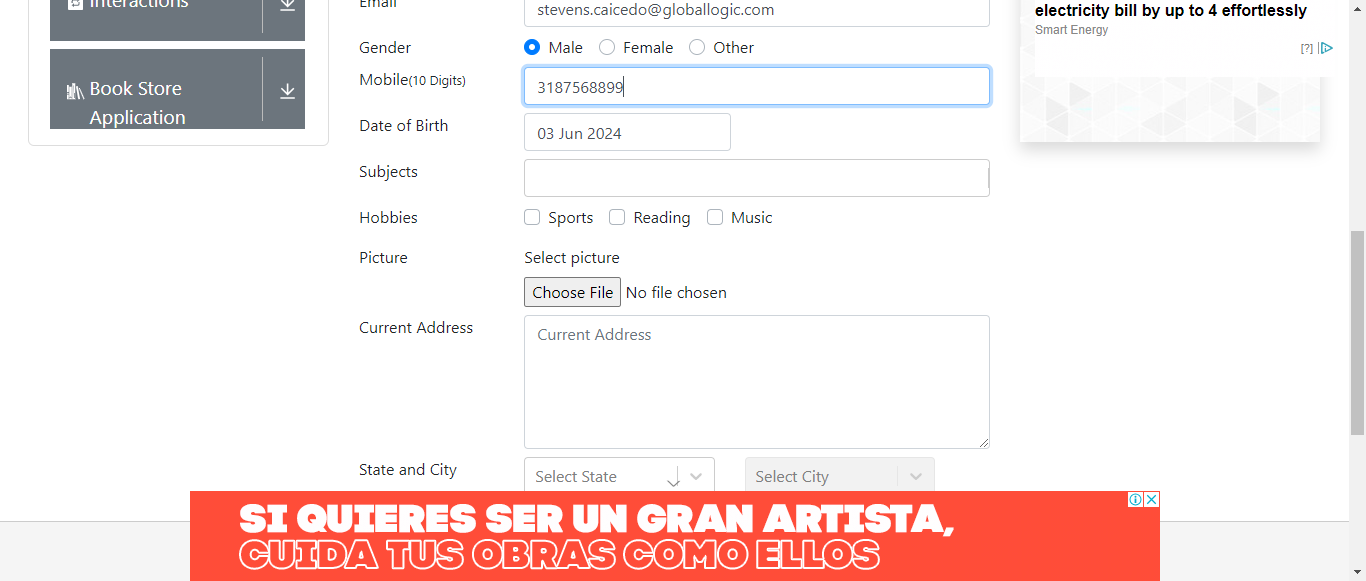 Interactions
Book Store
Application
Email
stevens.caicedo@globallogic.com
Gender
Male
Female
Other
Mobile(10 Digits)
3187568899
Date of Birth
03 Jun 2024
Subjects
Hobbies
Sports
Reading
Music
Picture
Select picture
Choose File
No file chosen
Current Address
Current Address
State and City
Select State
Select City
electricity bill by up to 4 effortlessly
Smart Energy
[?]
SI QUIERES SER UN GRAN ARTISTA,
CUIDA TUS OBRAS COMO ELLOS